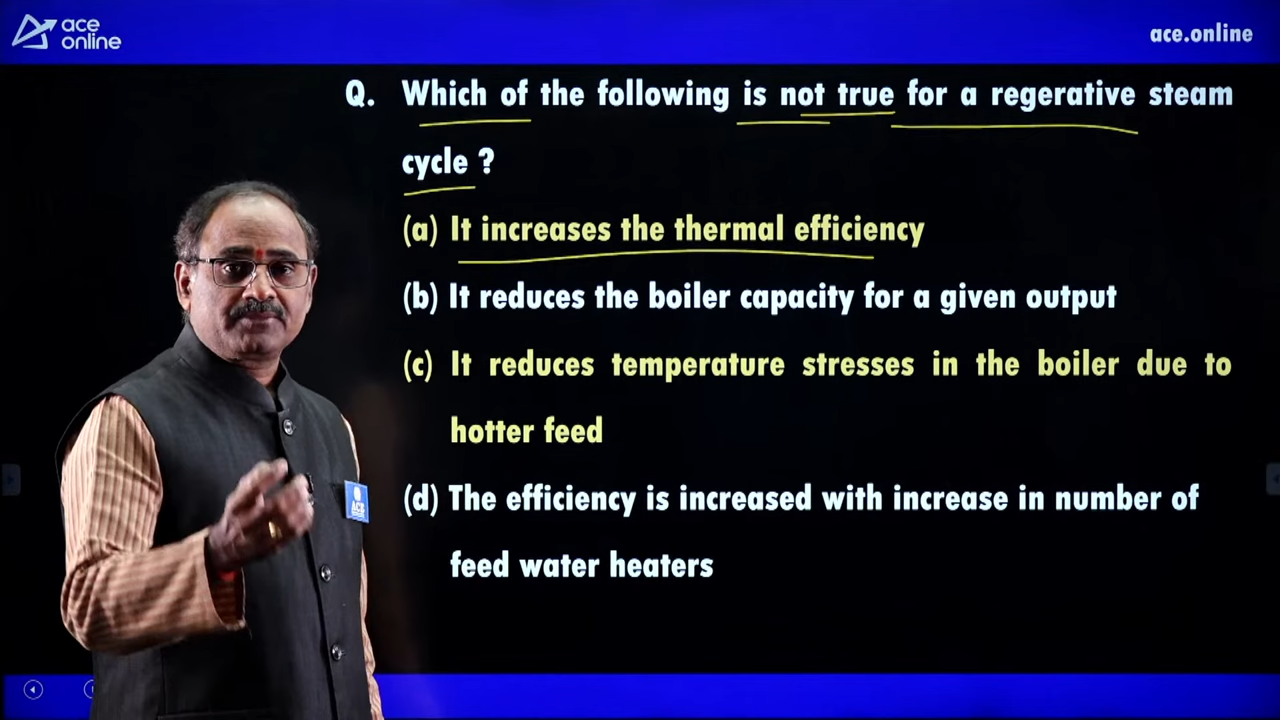 ace
online
ace.online
Q. Which of the following is not true for a regerative steam
cycle ?
(a) It increases the thermal efficiency
(b) It reduces the boiler capacity for a given output
(c) It reduces temperature stresses in the boiler due to
hotter feed
(d) The efficiency is increased with increase in number of
feed water heaters
ACE